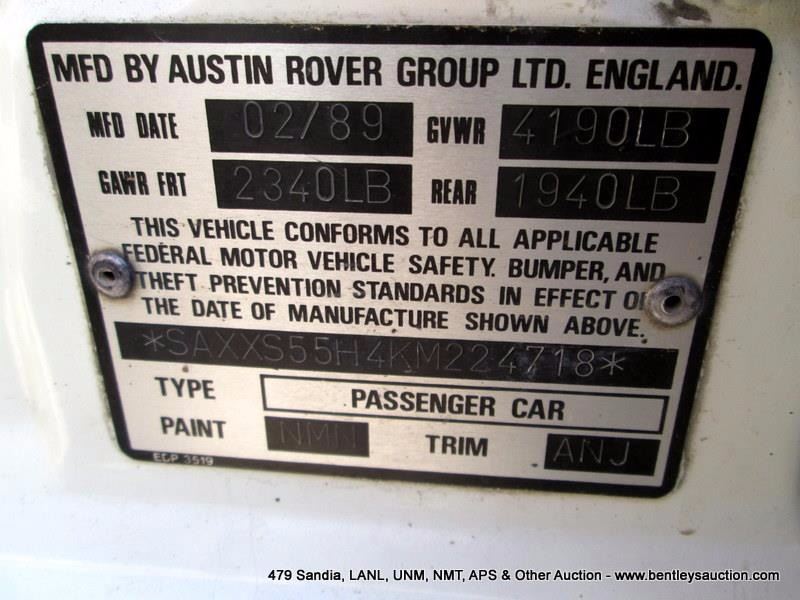 MFD BY AUSTIN ROVER GROUP LTD. ENGLAND.
MFD DATE 02/89 GVWR 4190LB
GAWR FRT 2340LB REAR 1940LB
THIS VEHICLE CONFORMS TO ALL APPLICABLE
FEDERAL MOTOR VEHICLE SAFETY. BUMPER, AND
THEFT PREVENTION STANDARDS IN EFFECT ON
THE DATE OF MANUFACTURE SHOWN ABOVE.
*SAXXS55H4KM224718*
TYPE PASSENGER CAR
PAINT NMN TRIM ANJ
EDP 3519
479 Sandia, LANL, UNM, NMT, APS & Other Auction - www.bentleysauction.com